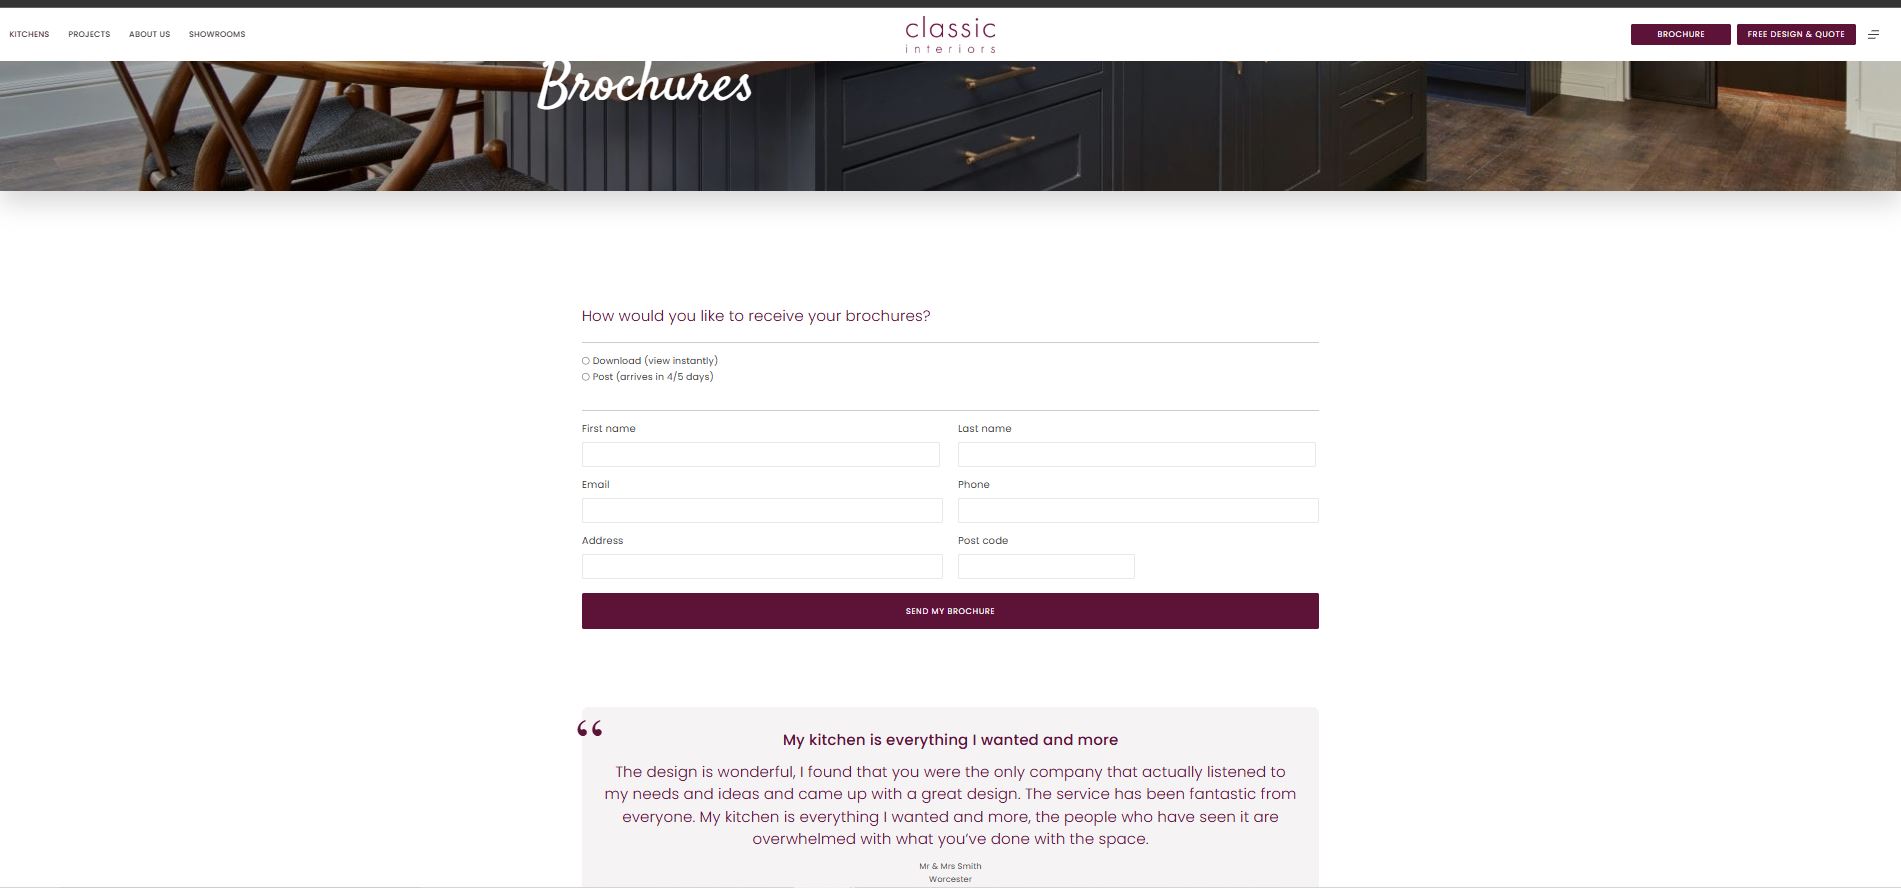 KITCHENS PROJECTS ABOUT US SHOWROOMS
classic
interiors
BROCHURE FREE DESIGN & QUOTE
Brochures
How would you like to receive your brochures?
Download (view instantly)
Post (arrives in 4/5 days)
First name Last name
Email Phone
Address Post code
SEND MY BROCHURE
“
My kitchen is everything I wanted and more
The design is wonderful, I found that you were the only company that actually listened to
my needs and ideas and came up with a great design. The service has been fantastic from
everyone. My kitchen is everything I wanted and more, the people who have seen it are
overwhelmed with what you’ve done with the space.
Mr & Mrs Smith
Worcester